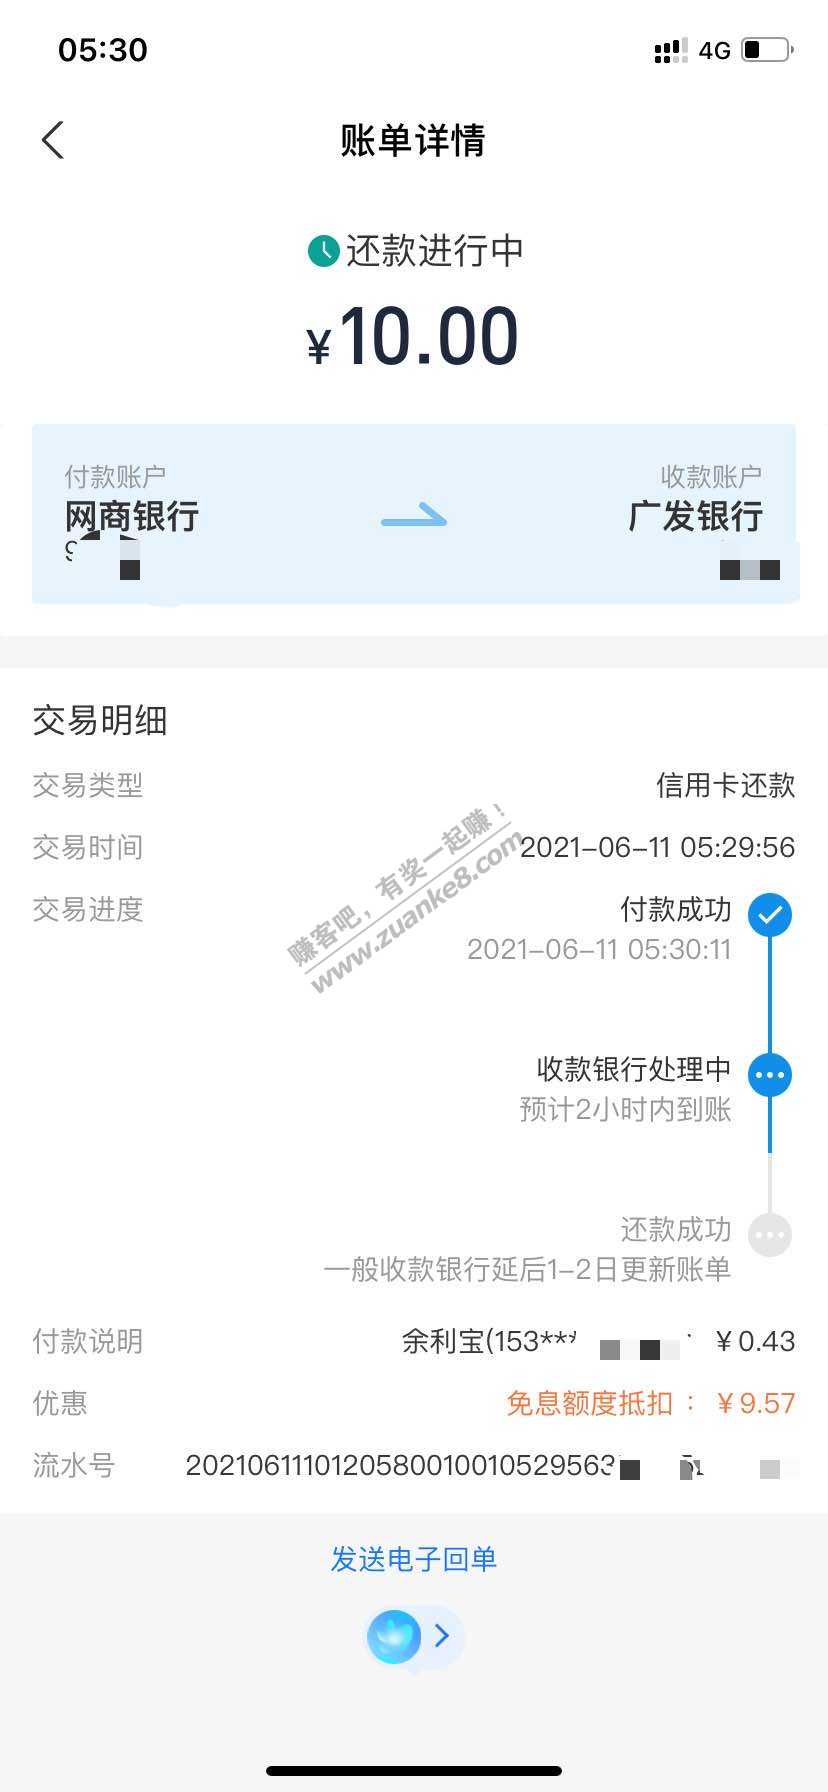 05:30
4G
账单详情
还款进行中
¥10.00
付款账户
收款账户
网商银行
广发银行
9
交易明细
交易类型
信用卡还款
交易时间
2021-06-11 05:29:56
交易进度
付款成功
2021-06-11 05:30:11
收款银行处理中
预计2小时内到账
还款成功
一般收款银行延后1-2日更新账单
付款说明
余利宝(153***
¥0.43
优惠
免息额度抵扣： ¥9.57
流水号
2021061110120580010010529563
发送电子回单
赚客吧，有奖一起赚！
www.zuanke8.com